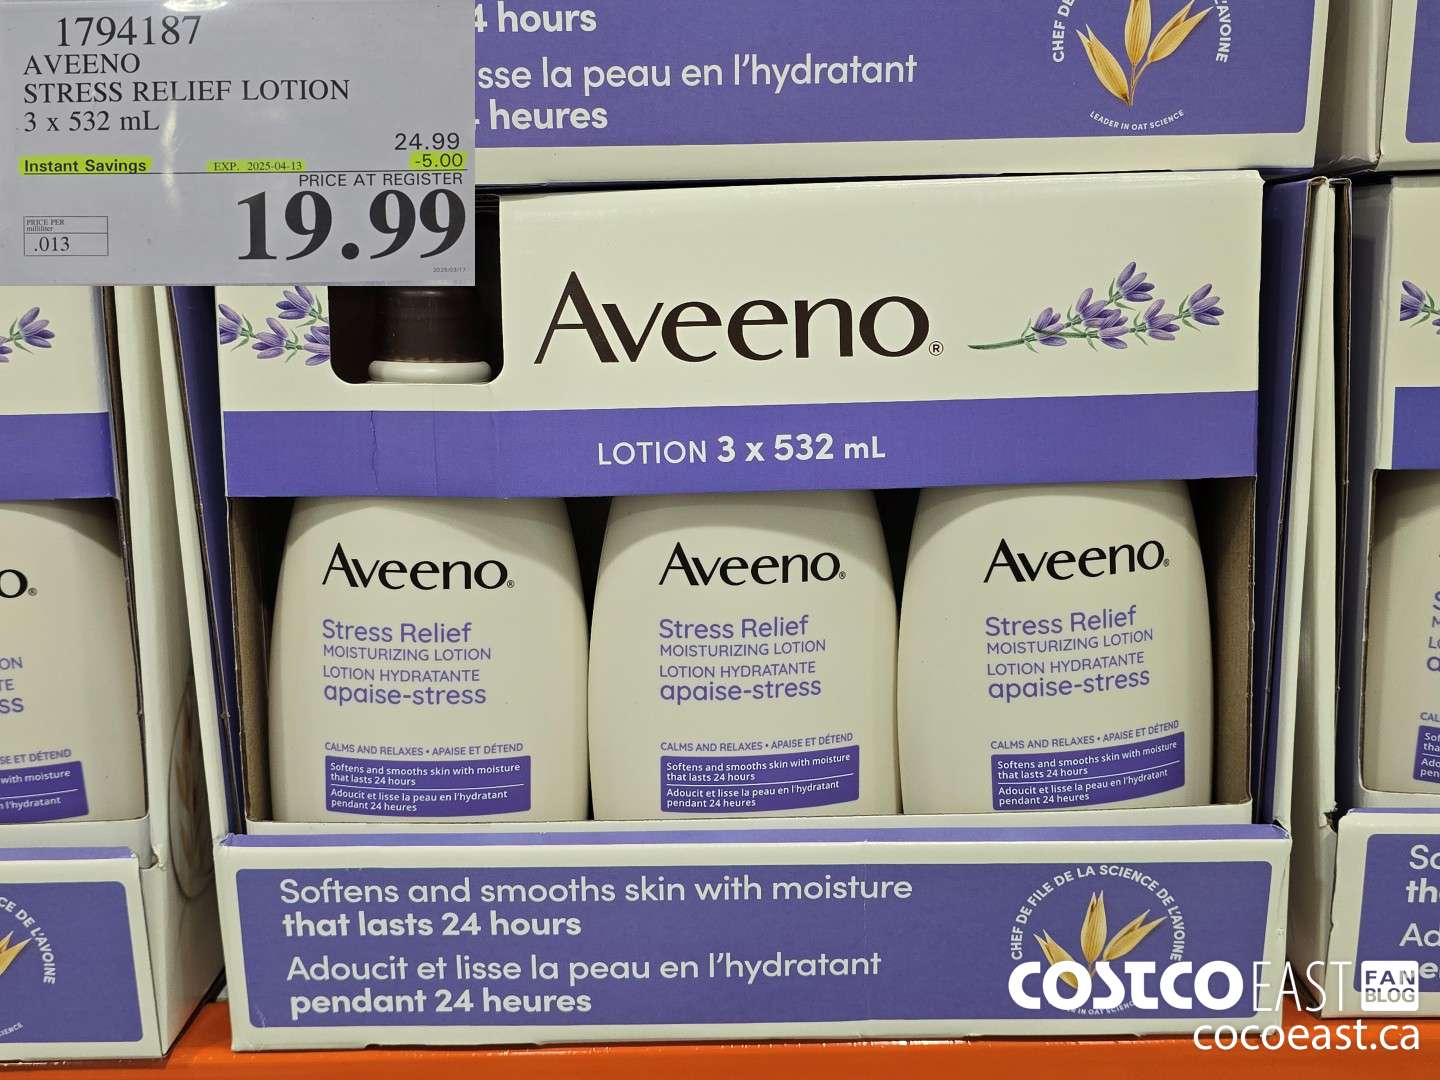 1794187
AVEENO
STRESS RELIEF LOTION
3 x 532 mL
24.99
Instant Savings EXP. 2025-04-13 -5.00
PRICE AT REGISTER
19.99
PRICE PER
milliliter
.013
2025/03/17
4 hours
sse la peau en l'hydratant
heures
LEADER IN OAT SCIENCE
Aveeno®
LOTION 3 x 532 mL
Aveeno®
Stress Relief
MOISTURIZING LOTION
LOTION HYDRATANTE
apaise-stress
CALMS AND RELAXES • APAISE ET DÉTEND
Softens and smooths skin with moisture
that lasts 24 hours
Adoucit et lisse la peau en l'hydratant
pendant 24 heures
Aveeno®
Stress Relief
MOISTURIZING LOTION
LOTION HYDRATANTE
apaise-stress
CALMS AND RELAXES • APAISE ET DÉTEND
Softens and smooths skin with moisture
that lasts 24 hours
Adoucit et lisse la peau en l'hydratant
pendant 24 heures
Aveeno®
Stress Relief
MOISTURIZING LOTION
LOTION HYDRATANTE
apaise-stress
CALMS AND RELAXES • APAISE ET DÉTEND
Softens and smooths skin with moisture
that lasts 24 hours
Adoucit et lisse la peau en l'hydratant
pendant 24 heures
Softens and smooths skin with moisture
that lasts 24 hours
Adoucit et lisse la peau en l'hydratant
pendant 24 heures
CHEF DE FILE DE LA SCIENCE DE L'AVOINE
COSTCO EAST FAN BLOG
cocoeast.ca